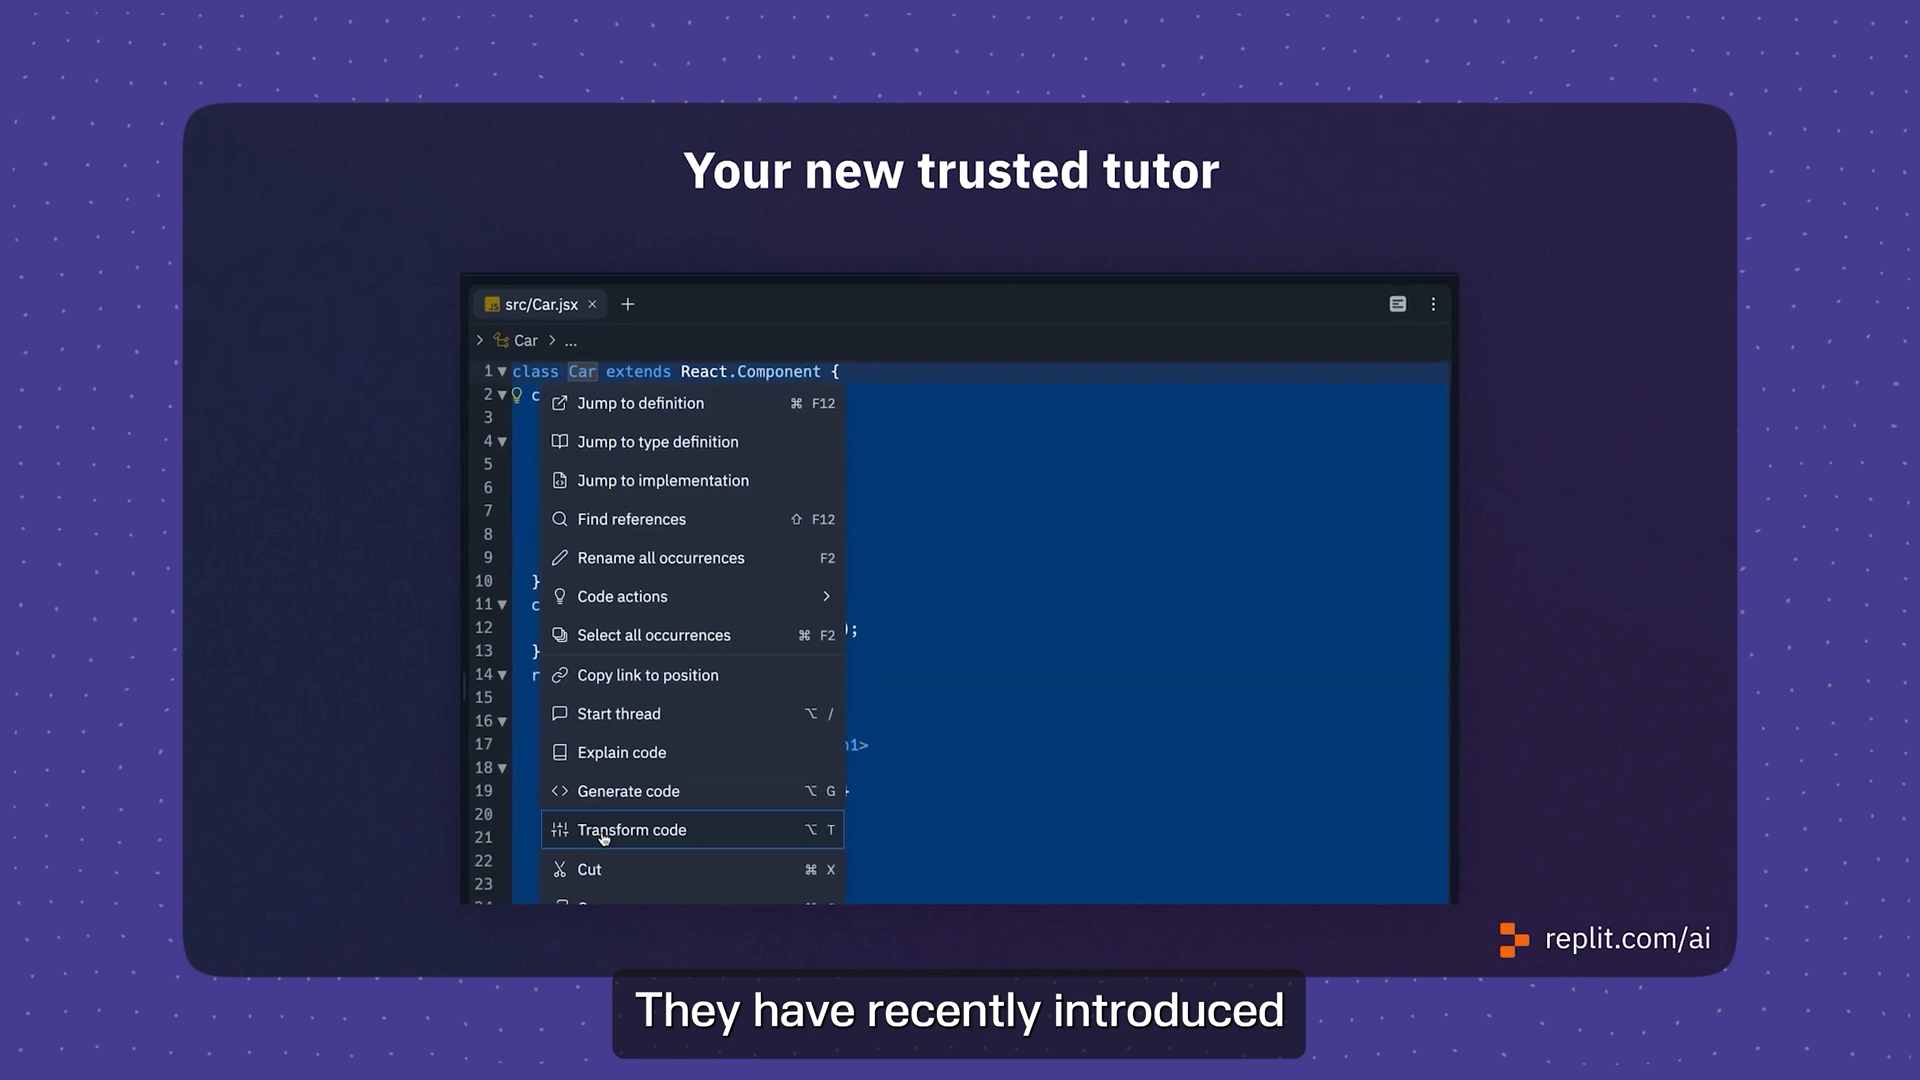 Your new trusted tutor
src/Car.jsx × +
> Car > ...
1 class Car extends React.Component {
2 c
Jump to definition ⌘ F12
3
Jump to type definition
4
5
Jump to implementation
6
7
Find references ⇧ F12
8
9
Rename all occurrences F2
10 }
Code actions >
11 c
12 );
Select all occurrences ⌘ F2
13 }
14 r
Copy link to position
15
16
Start thread ⌥ /
17 h1>
Explain code
18
19
Generate code ⌥ G
20
21
Transform code ⌥ T
22
Cut ⌘ X
23
replit.com/ai
They have recently introduced